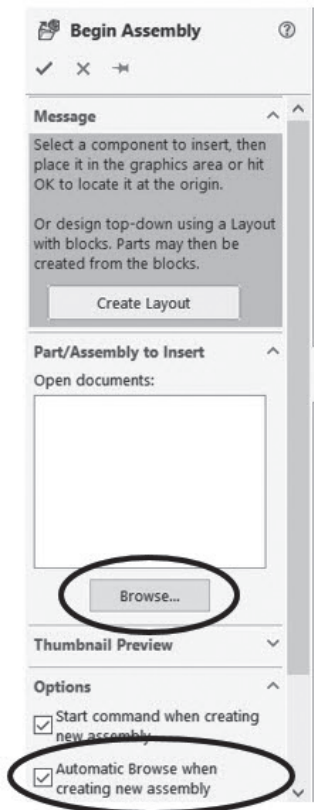 Begin Assembly
Message
Select a component to insert, then
place it in the graphics area or hit
OK to locate it at the origin.
Or design top-down using a Layout
with blocks. Parts may then be
created from the blocks.
Create Layout
Part/Assembly to Insert
Open documents:
Browse...
Thumbnail Preview
Options
Start command when creating
new assembly
Automatic Browse when
creating new assembly